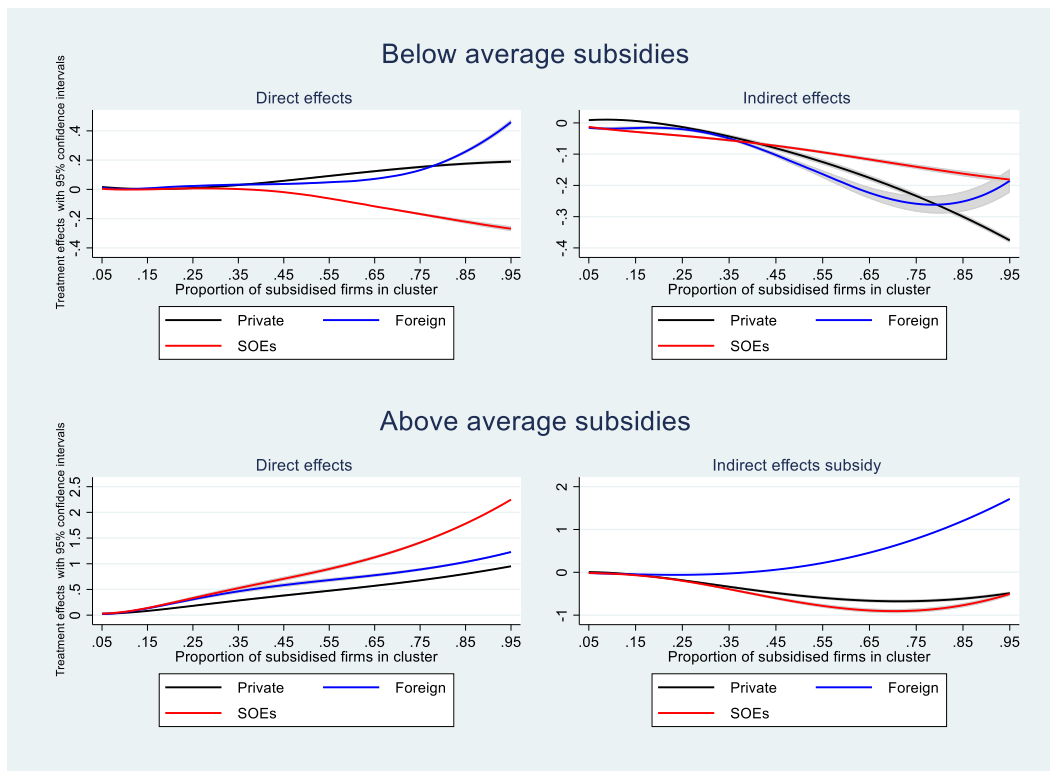 Below average subsidies
Direct effects
Treatment effects with 95% confidence intervals
.4
.2
0
-.2
-.4
.05 .15 .25 .35 .45 .55 .65 .75 .85 .95
Proportion of subsidised firms in cluster
Private Foreign
SOEs
Indirect effects
0
-.1
-.2
-.3
-.4
.05 .15 .25 .35 .45 .55 .65 .75 .85 .95
Proportion of subsidised firms in cluster
Private Foreign
SOEs
Above average subsidies
Direct effects
Treatment effects with 95% confidence intervals
2.5
2
1.5
1
.5
0
.05 .15 .25 .35 .45 .55 .65 .75 .85 .95
Proportion of subsidised firms in cluster
Private Foreign
SOEs
Indirect effects subsidy
2
1
0
-1
.05 .15 .25 .35 .45 .55 .65 .75 .85 .95
Proportion of subsidised firms in cluster
Private Foreign
SOEs